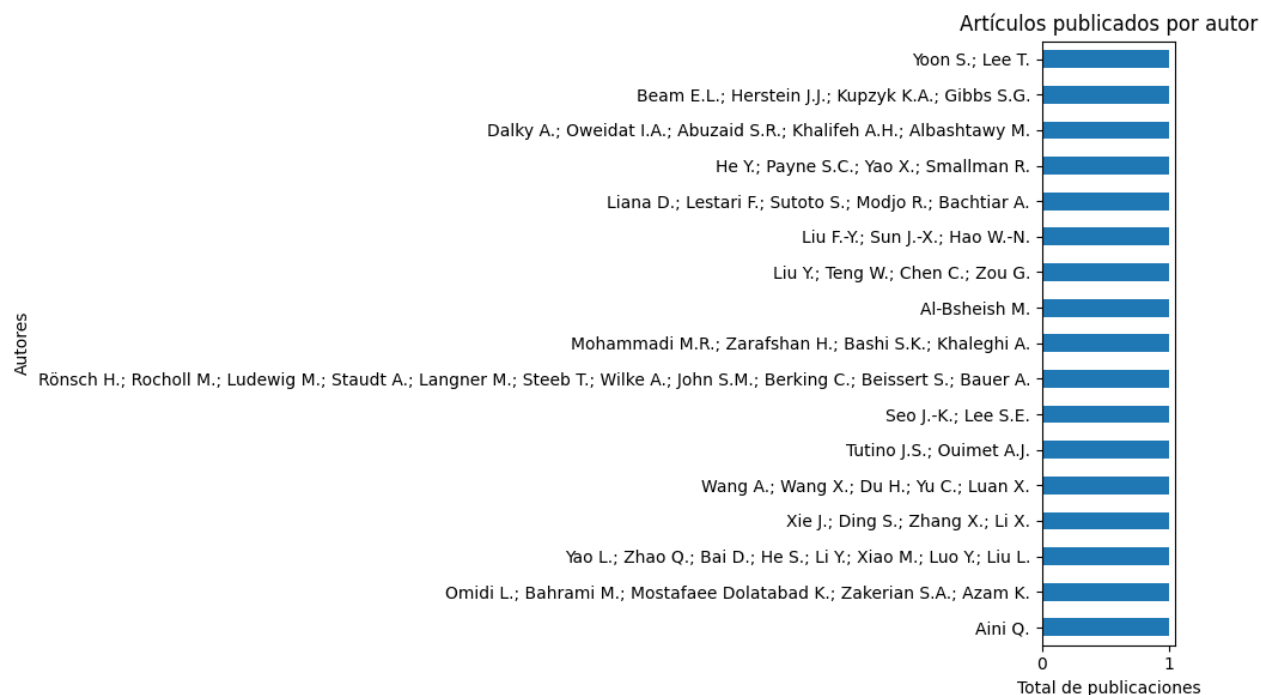 Artículos publicados por autor
Yoon S.; Lee T.
Beam E.L.; Herstein J.J.; Kupzyk K.A.; Gibbs S.G.
Dalky A.; Oweidat I.A.; Abuzaid S.R.; Khalifeh A.H.; Albashtawy M.
He Y.; Payne S.C.; Yao X.; Smallman R.
Liana D.; Lestari F.; Sutoto S.; Modjo R.; Bachtiar A.
Liu F.-Y.; Sun J.-X.; Hao W.-N.
Liu Y.; Teng W.; Chen C.; Zou G.
Al-Bsheish M.
Mohammadi M.R.; Zarafshan H.; Bashi S.K.; Khaleghi A.
Rönsch H.; Rocholl M.; Ludewig M.; Staudt A.; Langner M.; Steeb T.; Wilke A.; John S.M.; Berking C.; Beissert S.; Bauer A.
Seo J.-K.; Lee S.E.
Tutino J.S.; Ouimet A.J.
Wang A.; Wang X.; Du H.; Yu C.; Luan X.
Xie J.; Ding S.; Zhang X.; Li X.
Yao L.; Zhao Q.; Bai D.; He S.; Li Y.; Xiao M.; Luo Y.; Liu L.
Omidi L.; Bahrami M.; Mostafaee Dolatabad K.; Zakerian S.A.; Azam K.
Aini Q.
Autores
0 1
Total de publicaciones